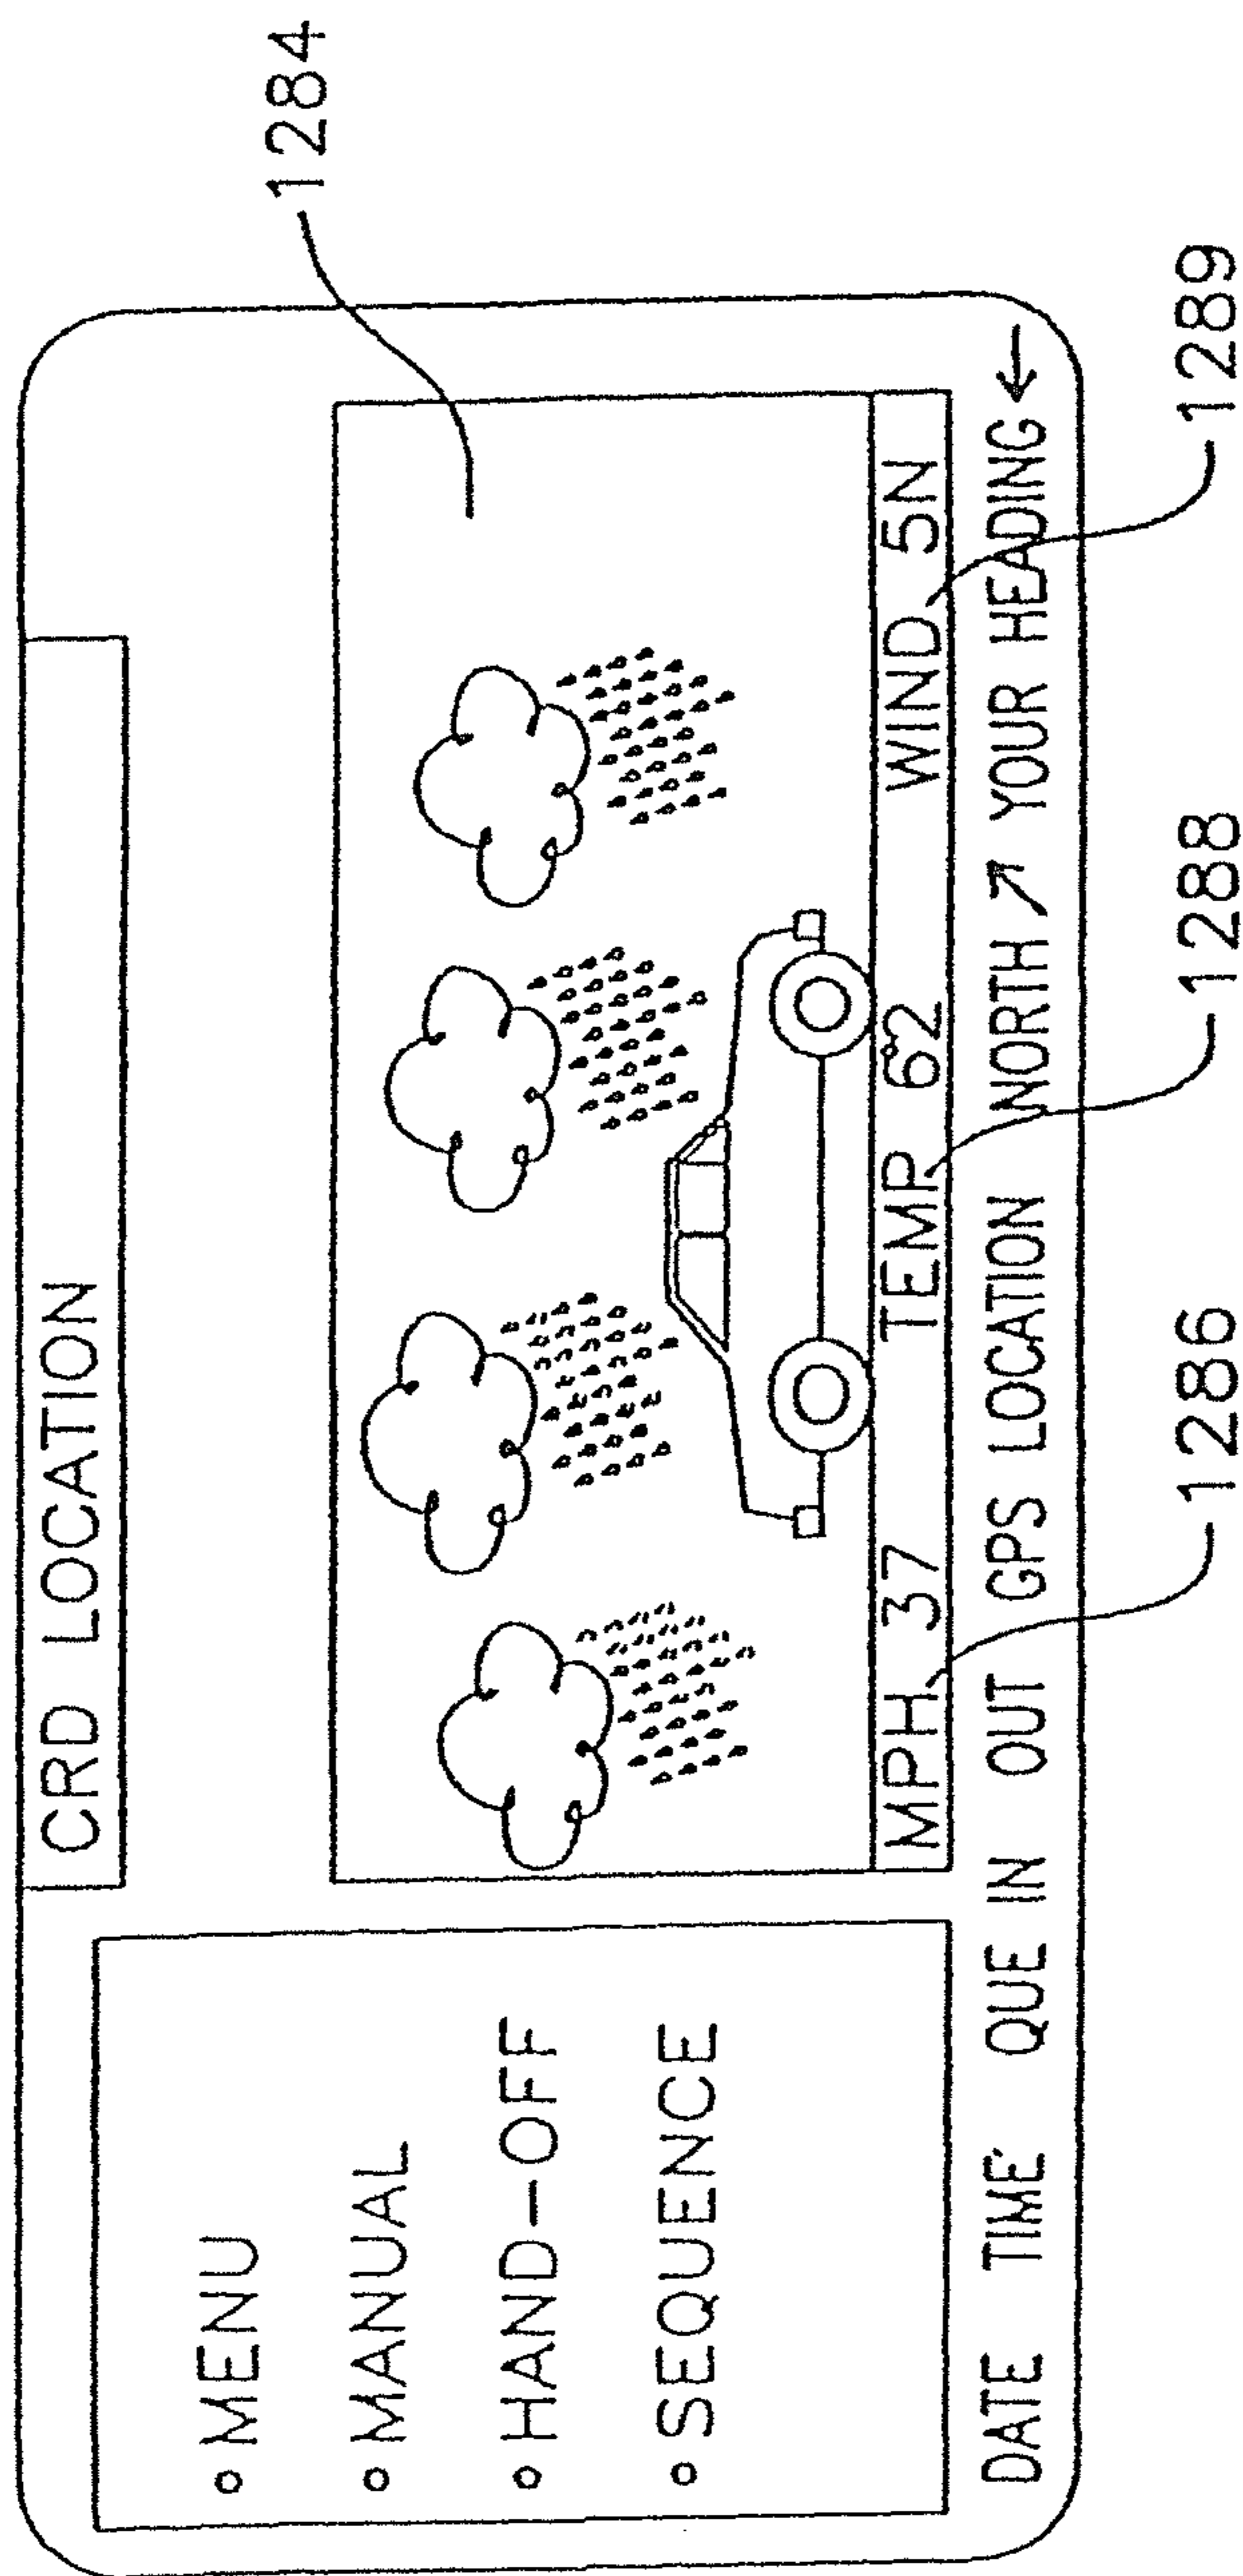 CRD LOCATION
1284
• MENU
• MANUAL
• HAND-OFF
• SEQUENCE
MPH 37 TEMP 62° WIND 5N
DATE TIME QUE IN OUT GPS LOCATION NORTH ↗ YOUR HEADING ←
1286 1288 1289